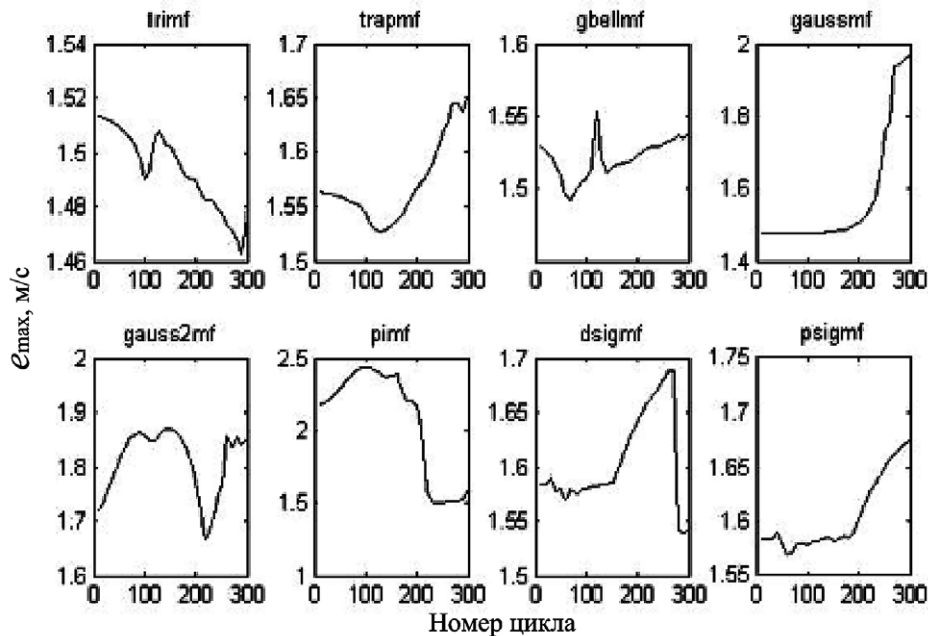 trimf trapmf gbellmf gaussmf
1.54 1.7 1.6 2
1.52 1.65 1.8
1.5 1.6 1.55
1.48 1.55 1.5 1.6
1.46 1.5 1.4
0 100 200 300 0 100 200 300 0 100 200 300 0 100 200 300
emax, м/с
gauss2mf pimf dsigmf psigmf
2 2.5 1.7 1.75
1.9 2 1.65 1.7
1.8 1.6 1.65
1.7 1.5 1.55 1.6
1.6 1 1.5 1.55
0 100 200 300 0 100 200 300 0 100 200 300 0 100 200 300
Номер цикла